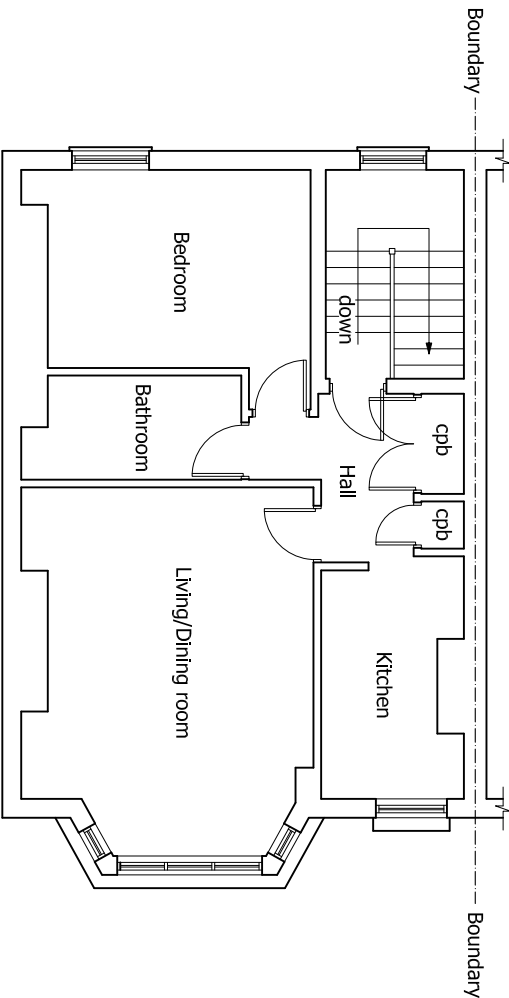 Boundary
Bedroom
down
Bathroom
cpb
Hall
cpb
Living/Dining room
Kitchen
Boundary